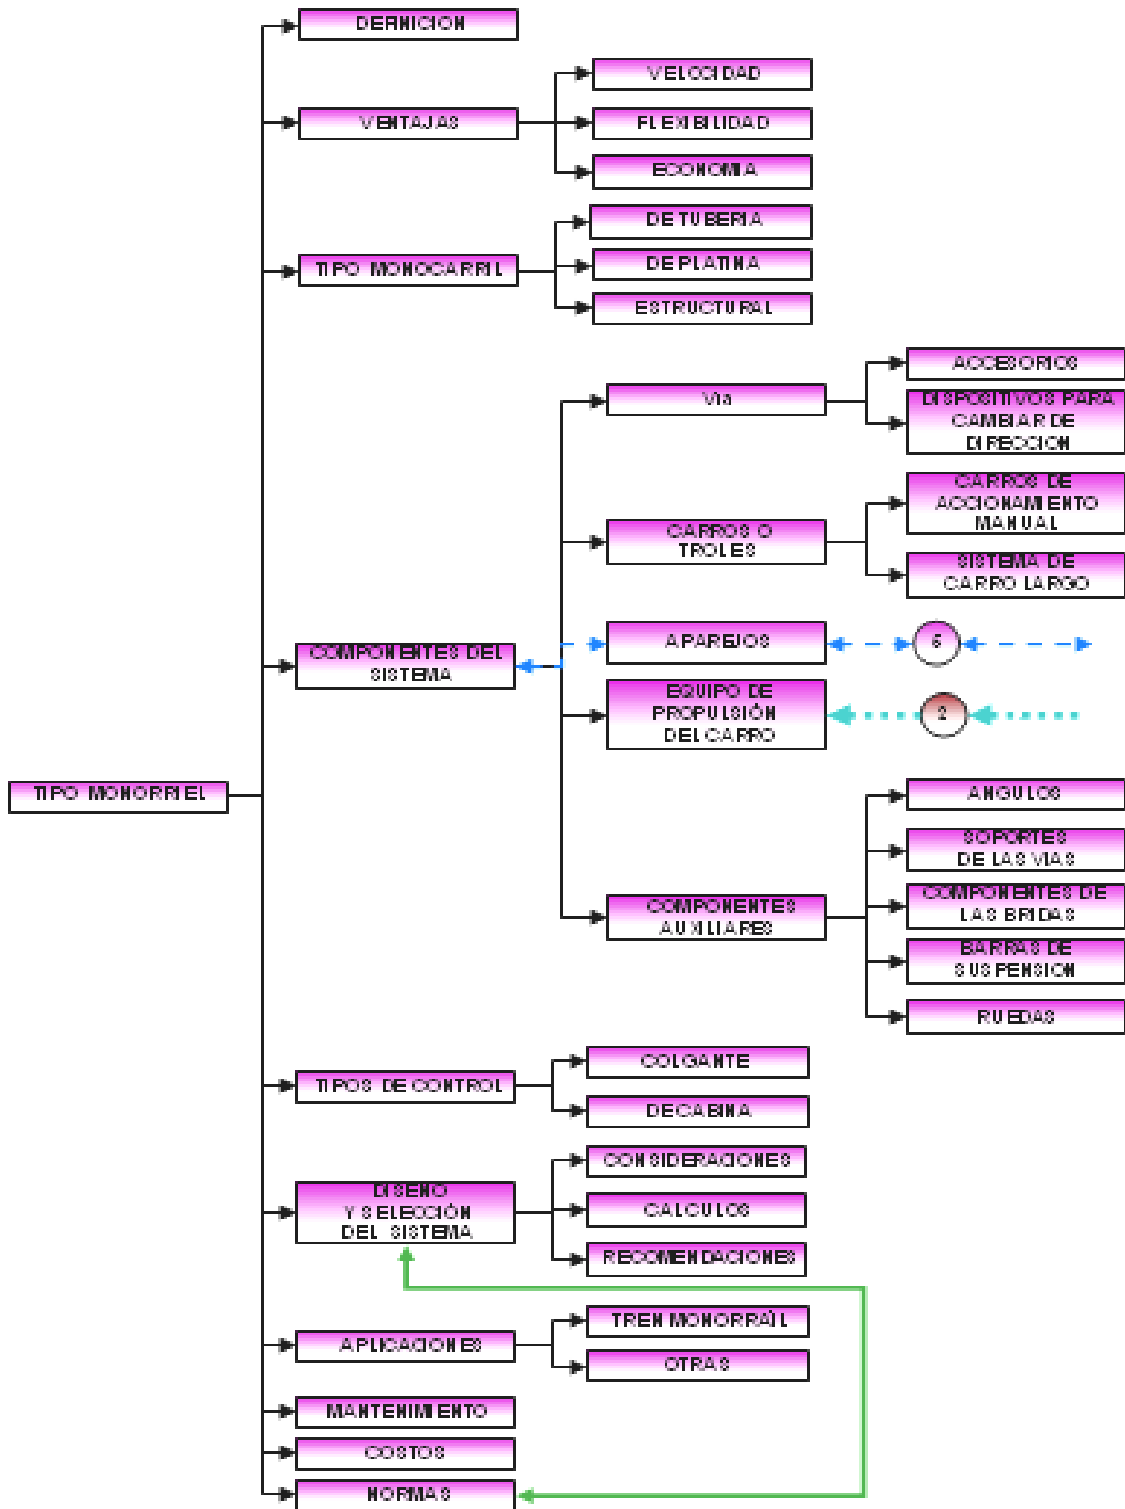 DEFINICION
VELOCIDAD
VENTAJAS
FLEXIBILIDAD
ECONOMIA
DE TUBERIA
TIPO MONOCARRIL
DE PLATINA
ESTRUCTURAL
ACCESORIOS
Via
DISPOSITIVOS PARA
CAMBIAR DE
DIRECCION
CARROS DE
ACCIONAMIENTO
MANUAL
CARROS O
TROLES
SISTEMA DE
CARRO LARGO
APAREJOS
5
COMPONENTES DEL
SISTEMA
EQUIPO DE
PROPULSIÓN
DEL CARRO
2
TIPO MONORRIEL
ANGULOS
SOPORTES
DE LAS VIAS
COMPONENTES DE
LAS BRIDAS
COMPONENTES
AUXILIARES
BARRAS DE
SUSPENSION
RUEDAS
COLGANTE
TIPOS DE CONTROL
DE CABINA
CONSIDERACIONES
DISEÑO
Y SELECCIÓN
DEL SISTEMA
CALCULOS
RECOMENDACIONES
TREN MONORRAÍL
APLICACIONES
OTRAS
MANTENIMIENTO
COSTOS
NORMAS